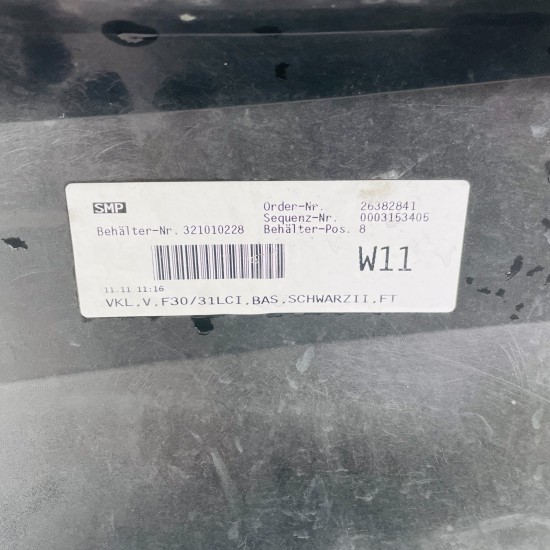 SMP
Order-Nr. 26382841
Sequenz-Nr. 0003153405
Behälter-Nr. 321010228 Behälter-Pos. 8
W11
11.11 11:16
VKL,V,F30/31LCI,BAS,SCHWARZII,FT